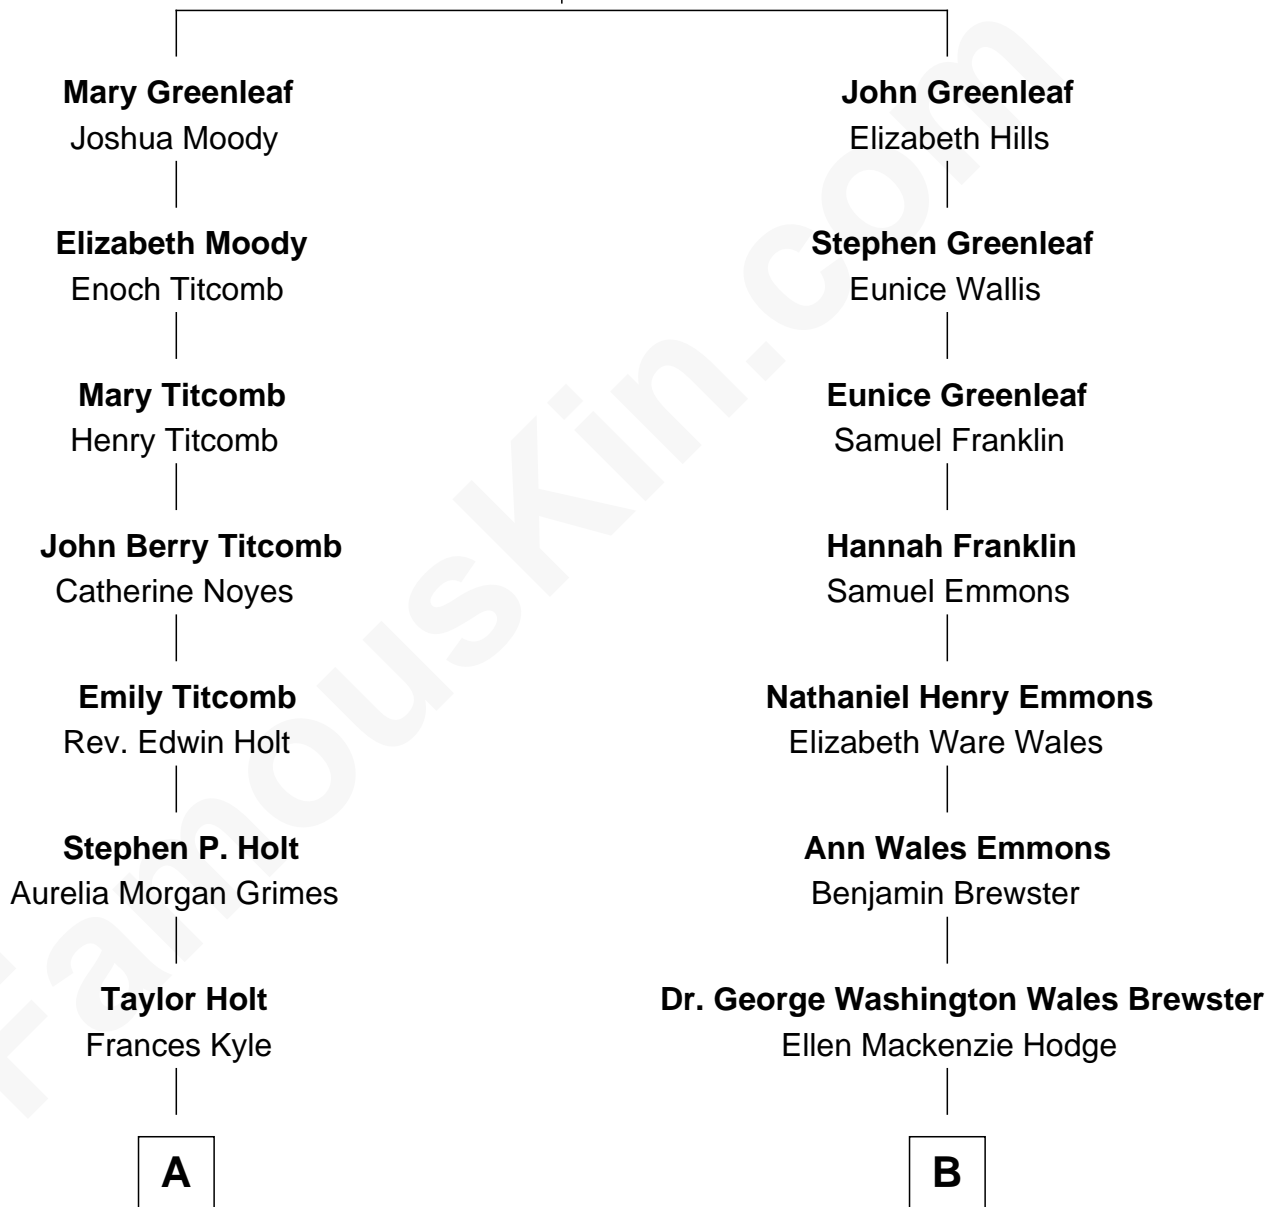 Mary Greenleaf
Joshua Moody
Elizabeth Moody
Enoch Titcomb
Mary Titcomb
Henry Titcomb
John Berry Titcomb
Catherine Noyes
Emily Titcomb
Rev. Edwin Holt
Stephen P. Holt
Aurelia Morgan Grimes
Taylor Holt
Frances Kyle
A
John Greenleaf
Elizabeth Hills
Stephen Greenleaf
Eunice Wallis
Eunice Greenleaf
Samuel Franklin
Hannah Franklin
Samuel Emmons
Nathaniel Henry Emmons
Elizabeth Ware Wales
Ann Wales Emmons
Benjamin Brewster
Dr. George Washington Wales Brewster
Ellen Mackenzie Hodge
B
FamousKin.com